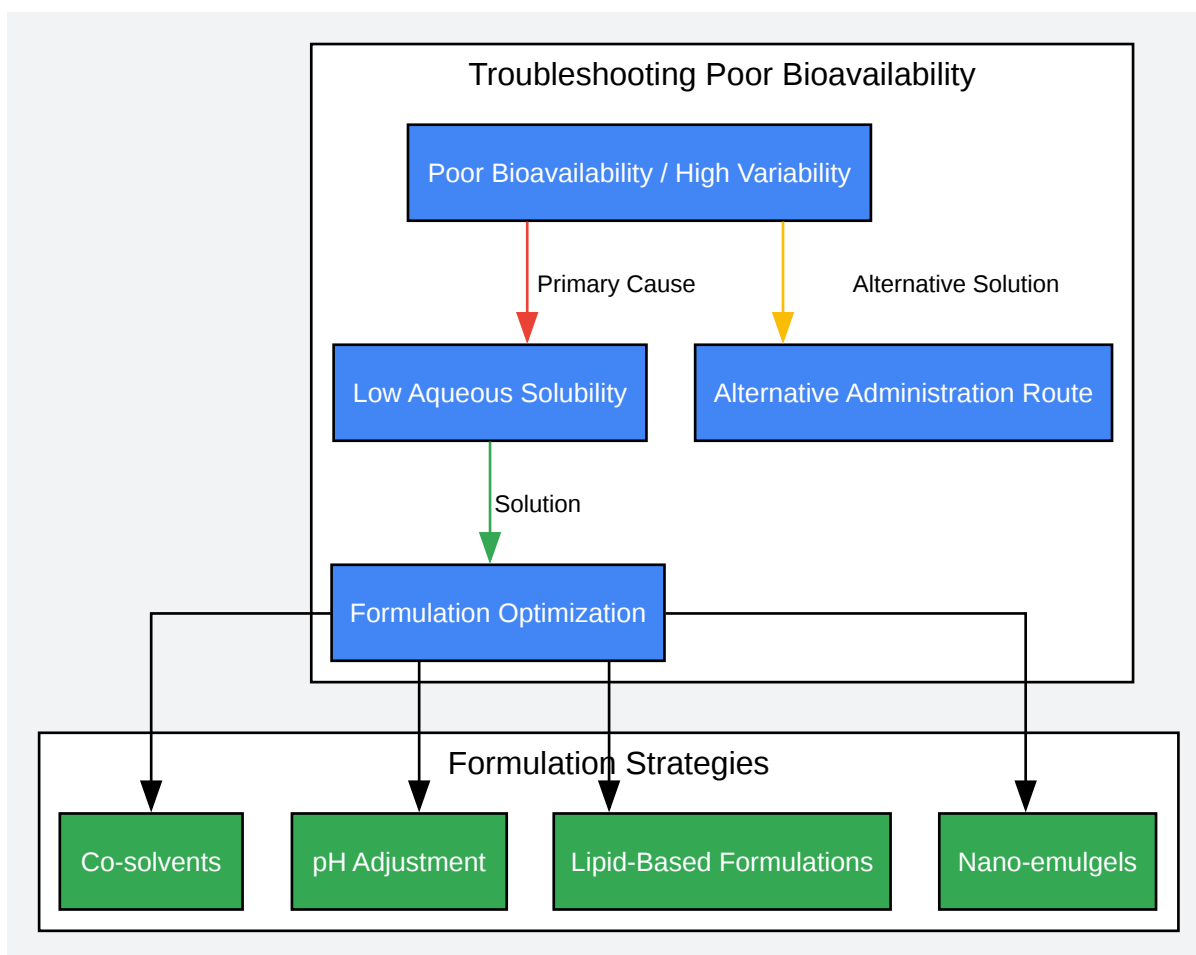 Troubleshooting Poor Bioavailability
Poor Bioavailability / High Variability
Primary Cause
Alternative Solution
Low Aqueous Solubility
Alternative Administration Route
Solution
Formulation Optimization
Formulation Strategies
Co-solvents
pH Adjustment
Lipid-Based Formulations
Nano-emulgels